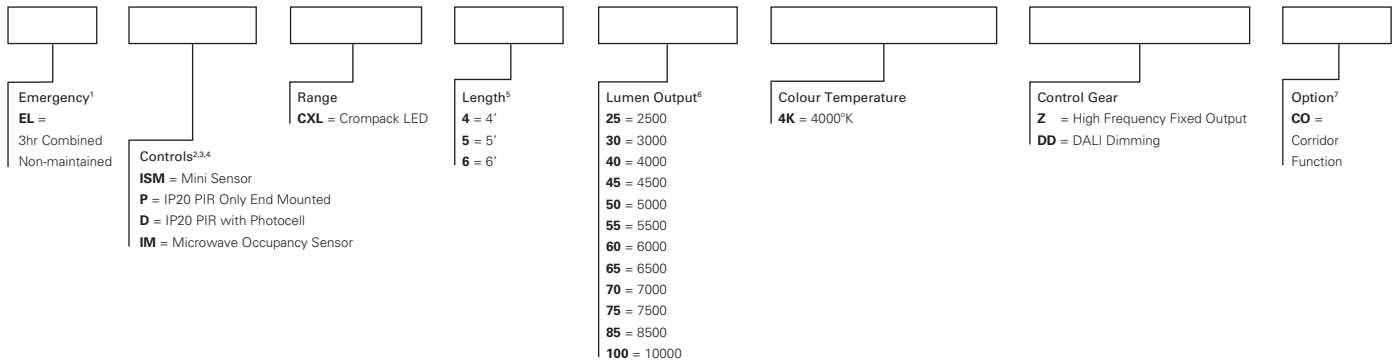 Emergency¹
EL =
3hr Combined
Non-maintained
Controls²,³,⁴
ISM = Mini Sensor
P = IP20 PIR Only End Mounted
D = IP20 PIR with Photocell
IM = Microwave Occupancy Sensor
Range
CXL = Crompack LED
Length⁵
4 = 4’
5 = 5’
6 = 6’
Lumen Output⁶
25 = 2500
30 = 3000
40 = 4000
45 = 4500
50 = 5000
55 = 5500
60 = 6000
65 = 6500
70 = 7000
75 = 7500
85 = 8500
100 = 10000
Colour Temperature
4K = 4000°K
Control Gear
Z = High Frequency Fixed Output
DD = DALI Dimming
Option⁷
CO =
Corridor
Function